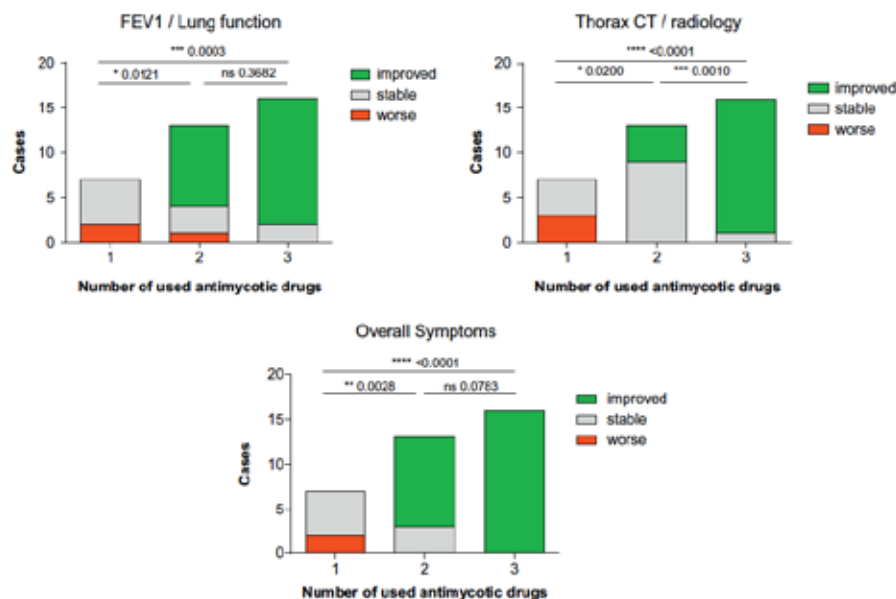 FEV1 / Lung function
*** 0.0003
* 0.0121
ns 0.3682
improved
stable
worse
20
15
10
5
0
Cases
1
2
3
Number of used antimycotic drugs
Thorax CT / radiology
**** <0.0001
* 0.0200
*** 0.0010
improved
stable
worse
20
15
10
5
0
Cases
1
2
3
Number of used antimycotic drugs
Overall Symptoms
**** <0.0001
** 0.0028
ns 0.0763
improved
stable
worse
20
15
10
5
0
Cases
1
2
3
Number of used antimycotic drugs